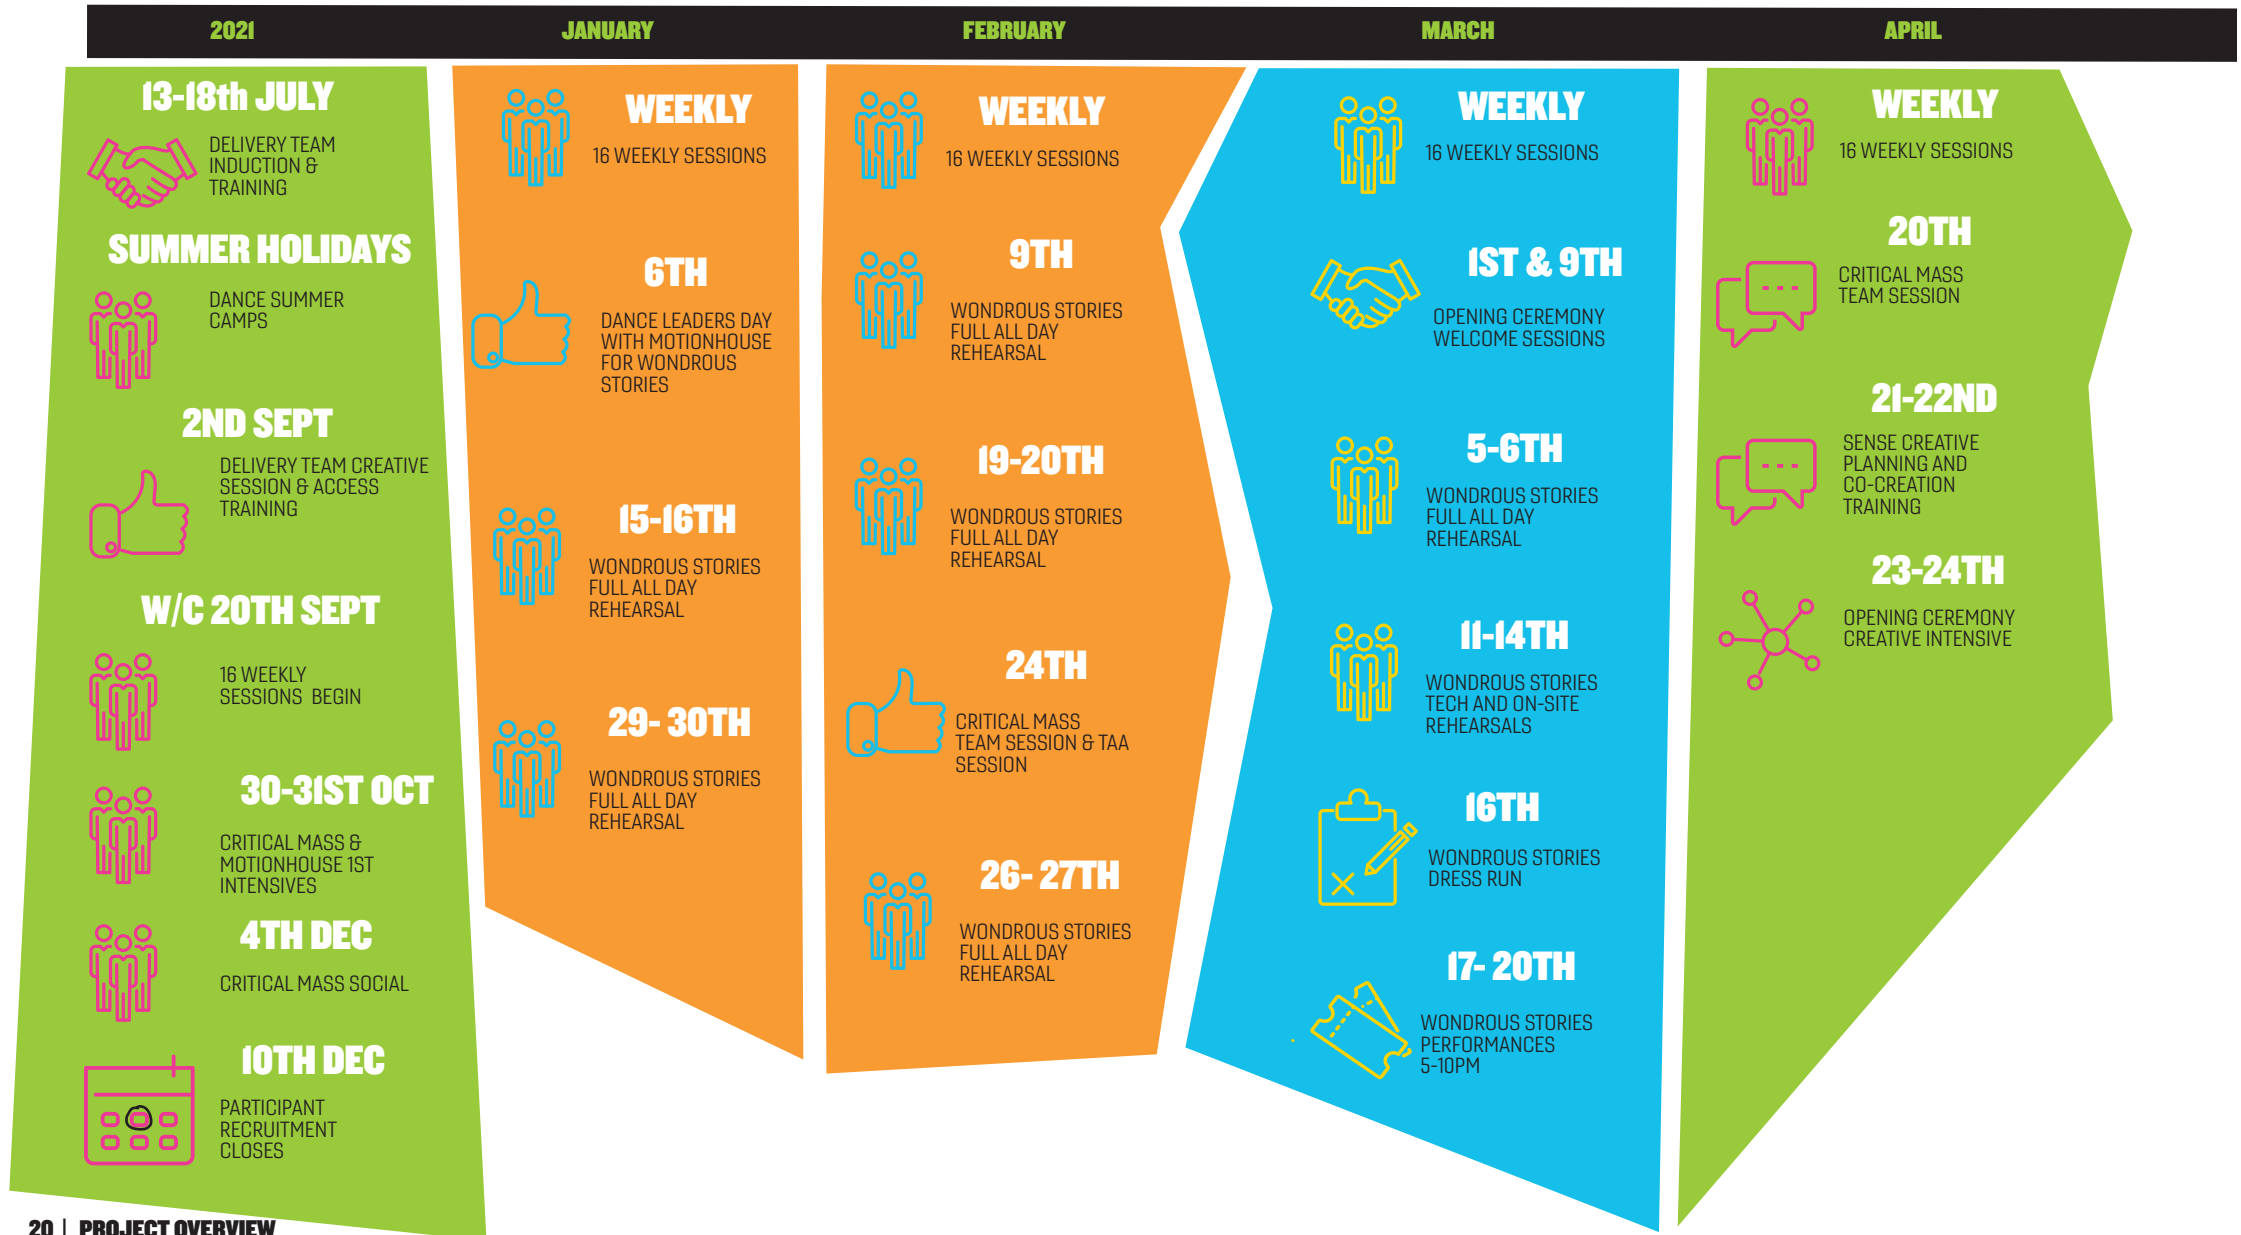 2021
JANUARY
FEBRUARY
MARCH
APRIL
13-18th JULY
DELIVERY TEAM
INDUCTION &
TRAINING
SUMMER HOLIDAYS
DANCE SUMMER
CAMPS
2ND SEPT
DELIVERY TEAM CREATIVE
SESSION & ACCESS
TRAINING
W/C 20TH SEPT
16 WEEKLY
SESSIONS BEGIN
30-31ST OCT
CRITICAL MASS &
MOTIONHOUSE 1ST
INTENSIVES
4TH DEC
CRITICAL MASS SOCIAL
10TH DEC
PARTICIPANT
RECRUITMENT
CLOSES
WEEKLY
16 WEEKLY SESSIONS
6TH
DANCE LEADERS DAY
WITH MOTIONHOUSE
FOR WONDROUS
STORIES
15-16TH
WONDROUS STORIES
FULL ALL DAY
REHEARSAL
29- 30TH
WONDROUS STORIES
FULL ALL DAY
REHEARSAL
WEEKLY
16 WEEKLY SESSIONS
9TH
WONDROUS STORIES
FULL ALL DAY
REHEARSAL
19-20TH
WONDROUS STORIES
FULL ALL DAY
REHEARSAL
24TH
CRITICAL MASS
TEAM SESSION & TAA
SESSION
26- 27TH
WONDROUS STORIES
FULL ALL DAY
REHEARSAL
WEEKLY
16 WEEKLY SESSIONS
1ST & 9TH
OPENING CEREMONY
WELCOME SESSIONS
5-6TH
WONDROUS STORIES
FULL ALL DAY
REHEARSAL
11-14TH
WONDROUS STORIES
TECH AND ON-SITE
REHEARSALS
16TH
WONDROUS STORIES
DRESS RUN
17- 20TH
WONDROUS STORIES
PERFORMANCES
5-10PM
WEEKLY
16 WEEKLY SESSIONS
20TH
CRITICAL MASS
TEAM SESSION
21-22ND
SENSE CREATIVE
PLANNING AND
CO-CREATION
TRAINING
23-24TH
OPENING CEREMONY
CREATIVE INTENSIVE
20 | PROJECT OVERVIEW